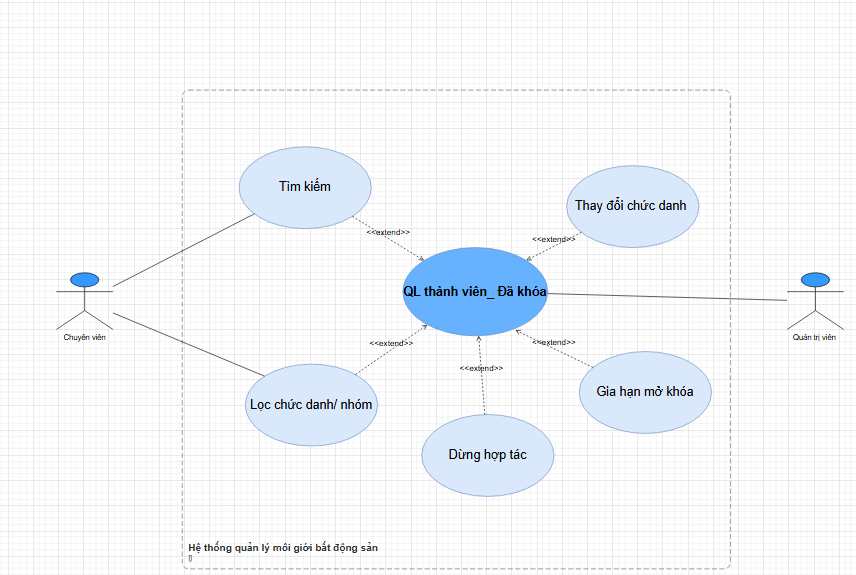 Tìm kiếm
Thay đổi chức danh
<<extend>>
<<extend>>
QL thành viên_ Đã khóa
Chuyên viên
Quản trị viên
<<extend>>
<<extend>>
<<extend>>
Gia hạn mở khóa
Lọc chức danh/ nhóm
Dừng hợp tác
Hệ thống quản lý môi giới bất động sản